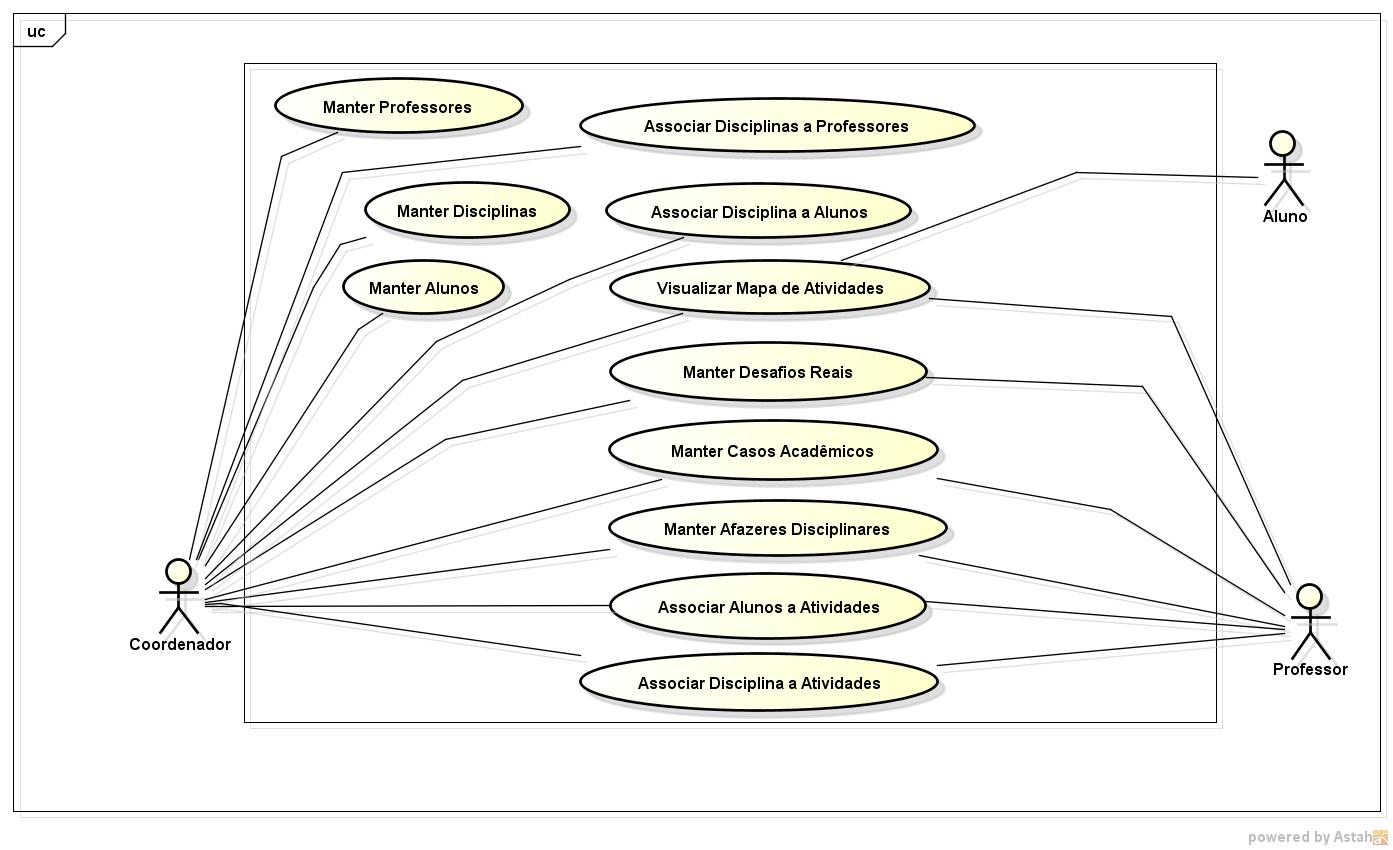 uc
Manter Professores
Associar Disciplinas a Professores
Manter Disciplinas
Associar Disciplina a Alunos
Aluno
Manter Alunos
Visualizar Mapa de Atividades
Manter Desafios Reais
Manter Casos Acadêmicos
Manter Afazeres Disciplinares
Associar Alunos a Atividades
Coordenador
Professor
Associar Disciplina a Atividades
powered by Astah